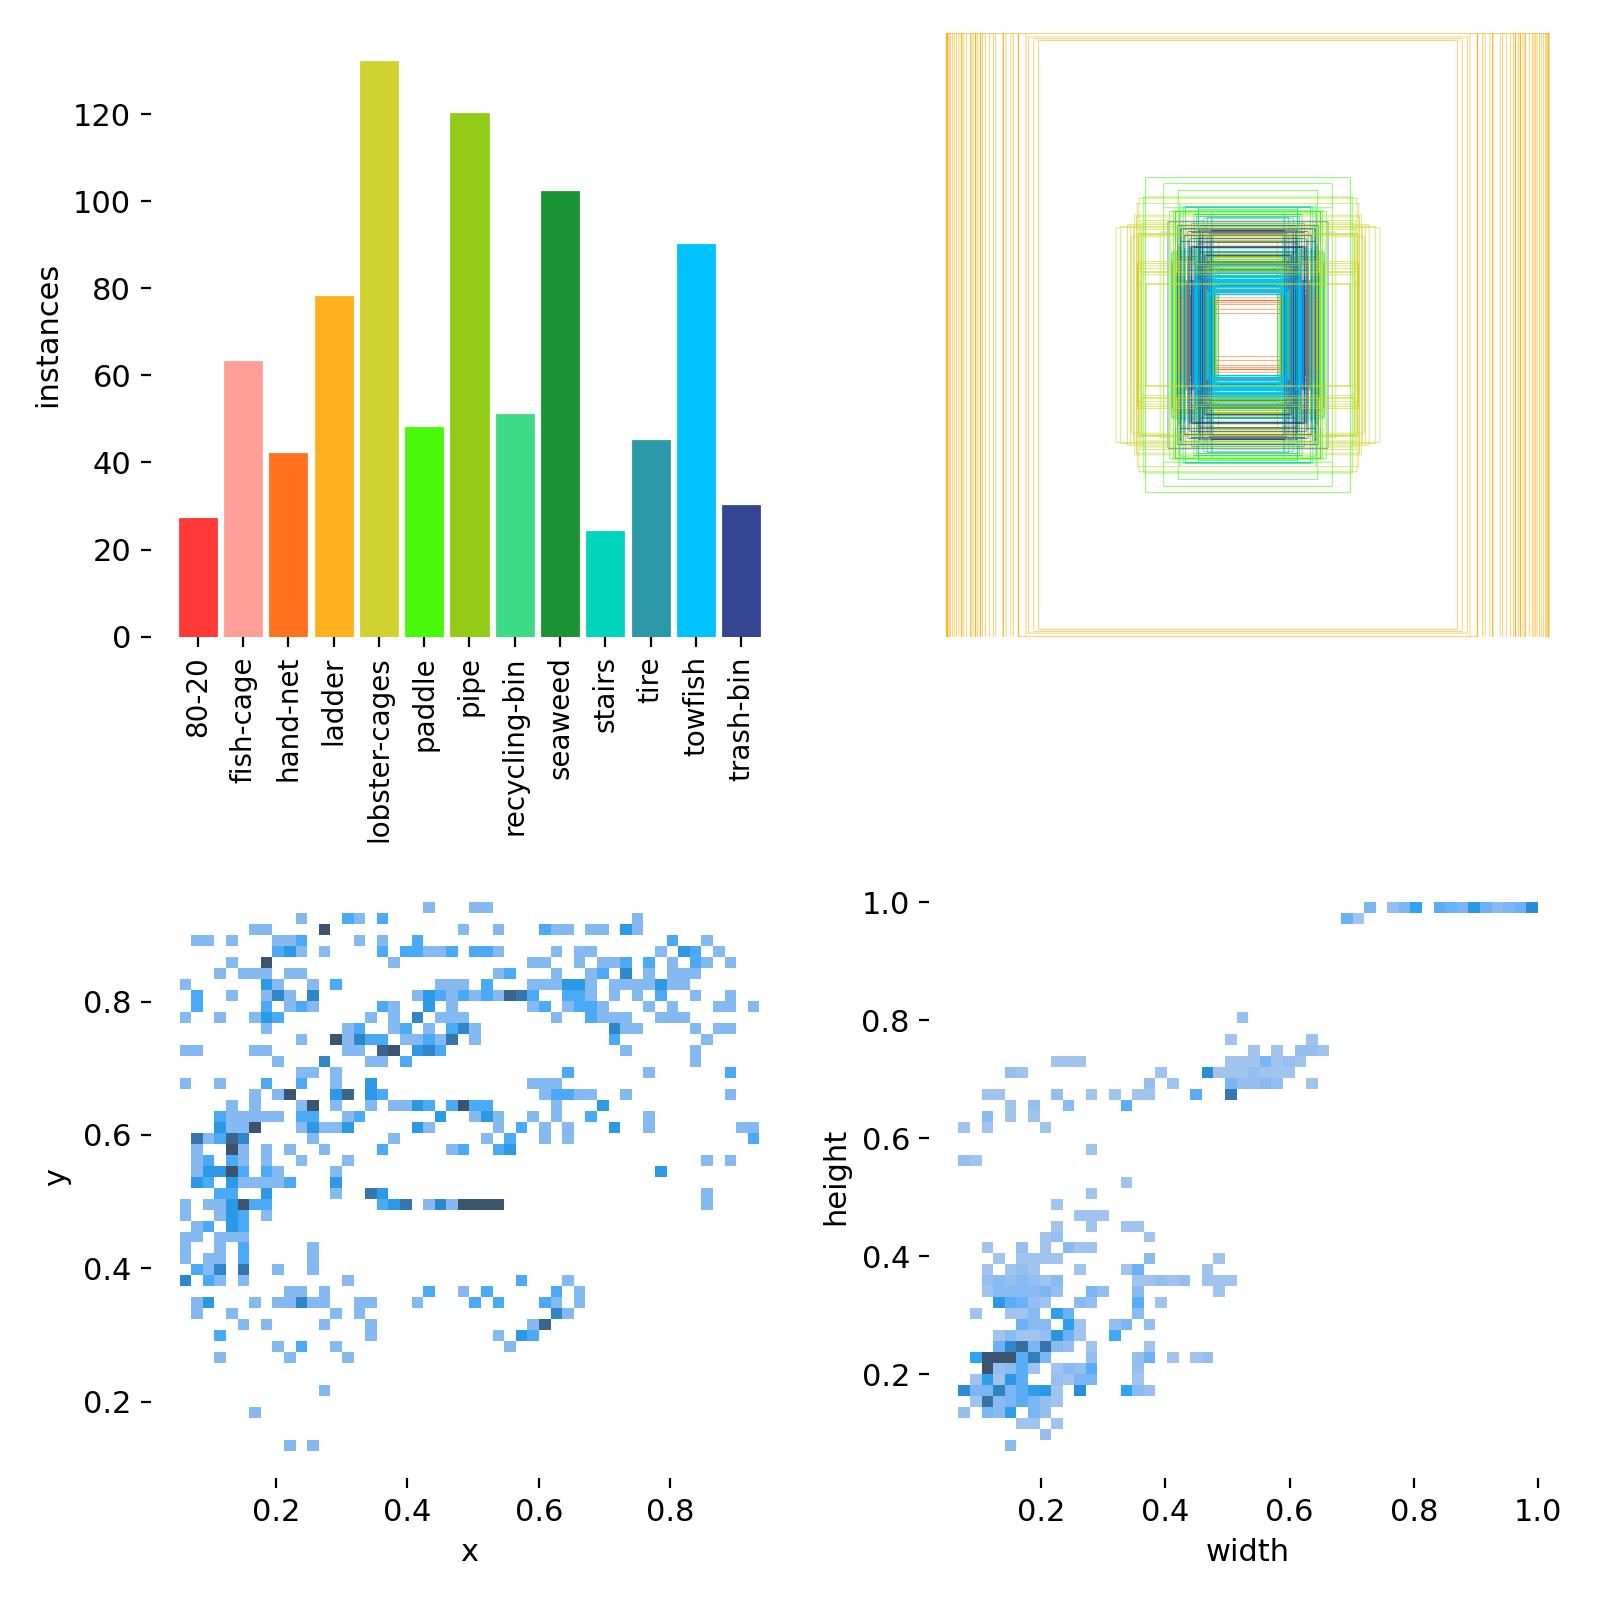 120
100
80
60
40
20
0
instances
80-20
fish-cage
hand-net
ladder
lobster-cages
paddle
pipe
recycling-bin
seaweed
stairs
tire
towfish
trash-bin
0.8
0.6
0.4
0.2
y
0.2 0.4 0.6 0.8
x
1.0
0.8
0.6
0.4
0.2
height
0.2 0.4 0.6 0.8 1.0
width